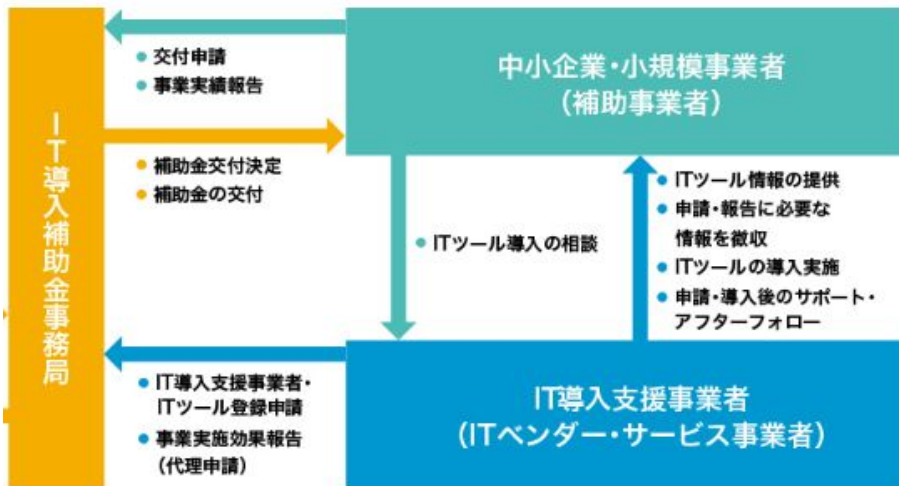 IT導入補助金事務局
● 交付申請
● 事業実績報告
中小企業・小規模事業者
（補助事業者）
● 補助金交付決定
● 補助金の交付
● ITツール導入の相談
● ITツール情報の提供
● 申請・報告に必要な
情報を徴収
● ITツールの導入実施
● 申請・導入後のサポート・
アフターフォロー
● IT導入支援事業者・
ITツール登録申請
● 事業実施効果報告
（代理申請）
IT導入支援事業者
（ITベンダー・サービス事業者）